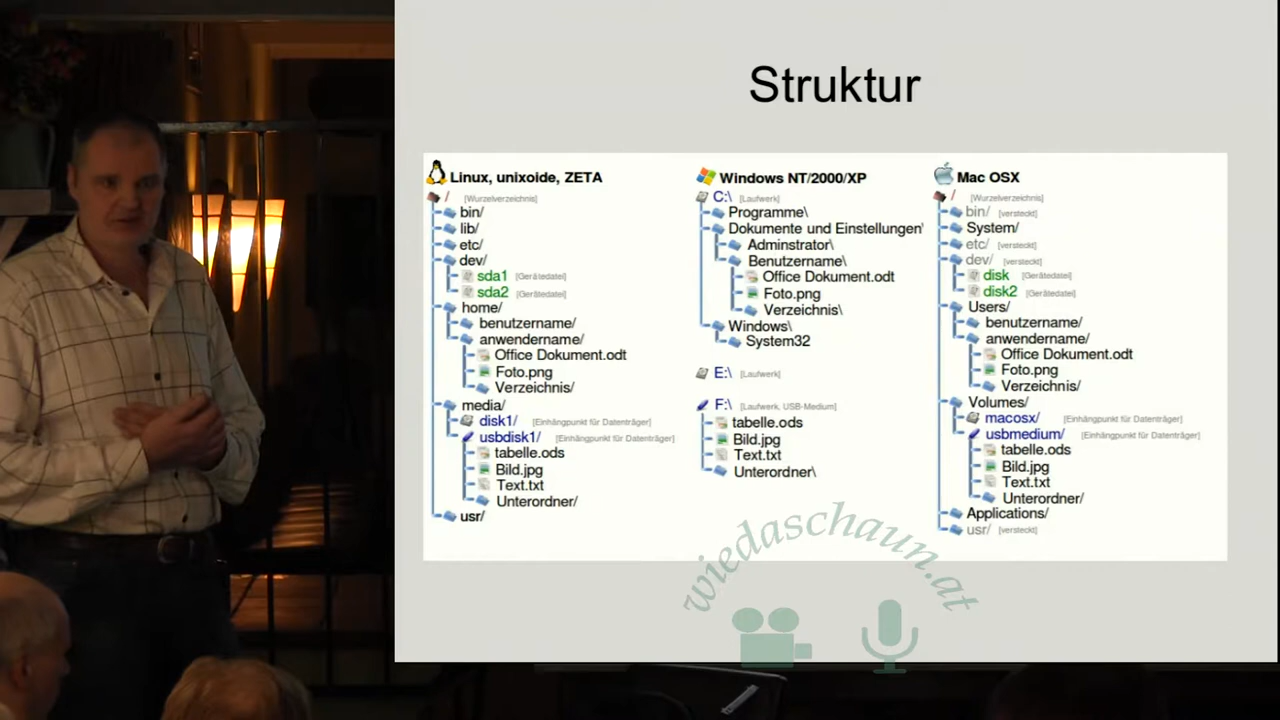 Struktur
Linux, unixoide, ZETA
/ [Wurzelverzeichnis]
bin/
lib/
etc/
dev/
sda1 [Gerätedatei]
sda2 [Gerätedatei]
home/
benutzername/
anwendername/
Office Dokument.odt
Foto.png
Verzeichnis/
media/
disk1/ [Einhängpunkt für Datenträger]
usbdisk1/ [Einhängpunkt für Datenträger]
tabelle.ods
Bild.jpg
Text.txt
Unterordner/
usr/
Windows NT/2000/XP
C:\ [Laufwerk]
Programme\
Dokumente und Einstellungen\
Adminstrator\
Benutzername\
Office Dokument.odt
Foto.png
Verzeichnis\
Windows\
System32
E:\ [Laufwerk]
F:\ [Laufwerk, USB-Medium]
tabelle.ods
Bild.jpg
Text.txt
Unterordner\
Mac OSX
/ [Wurzelverzeichnis]
bin/ [versteckt]
System/
etc/ [versteckt]
dev/ [versteckt]
disk [Gerätedatei]
disk2 [Gerätedatei]
Users/
benutzername/
anwendername/
Office Dokument.odt
Foto.png
Verzeichnis/
Volumes/
macosx/ [Einhängpunkt für Datenträger]
usbmedium/ [Einhängpunkt für Datenträger]
tabelle.ods
Bild.jpg
Text.txt
Unterordner/
Applications/
usr/ [versteckt]
wiedaschaun.at